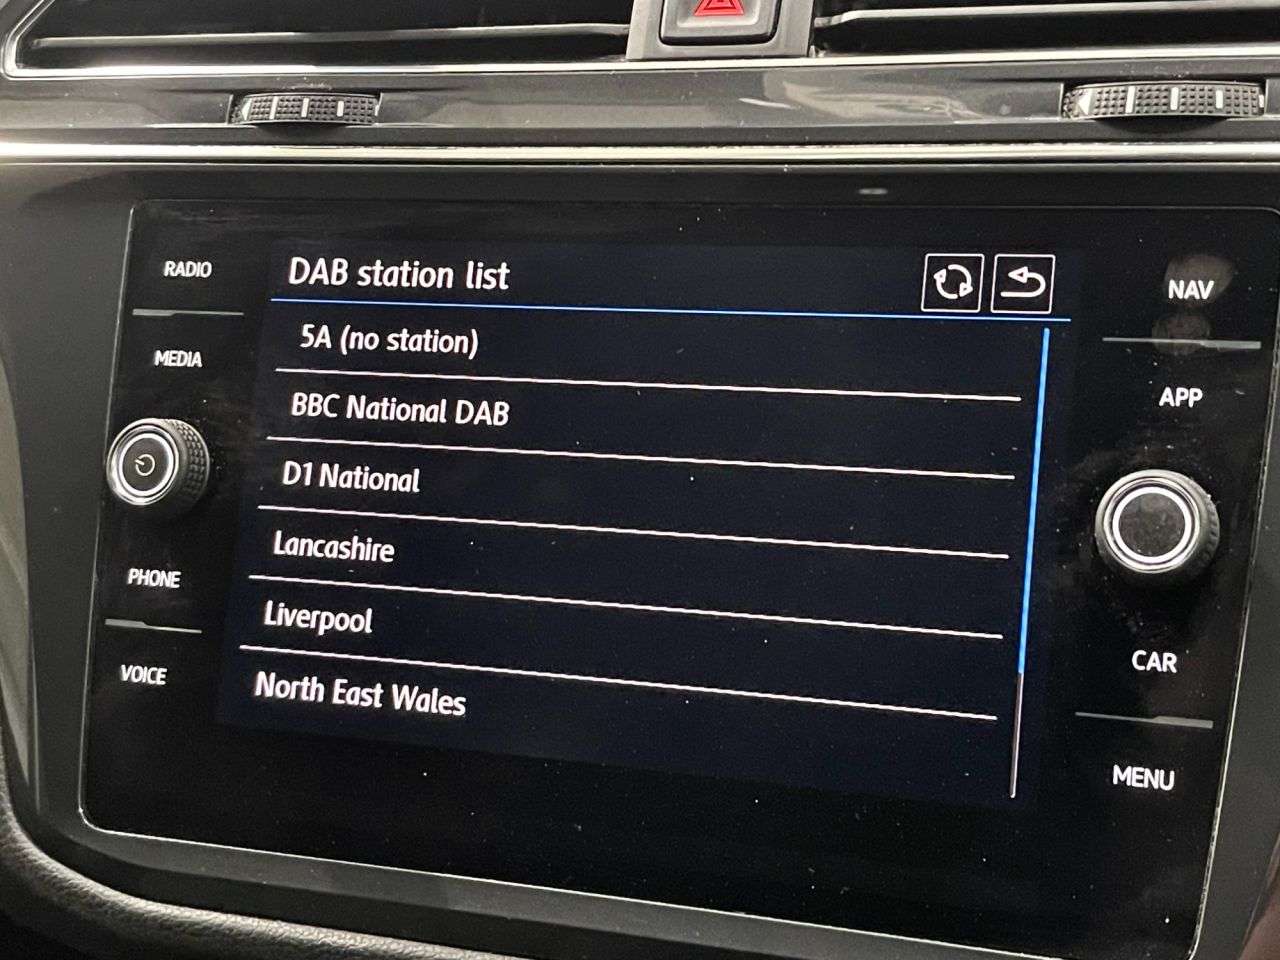 DAB station list
5A (no station)
BBC National DAB
D1 National
Lancashire
Liverpool
North East Wales
RADIO
MEDIA
PHONE
VOICE
NAV
APP
CAR
MENU